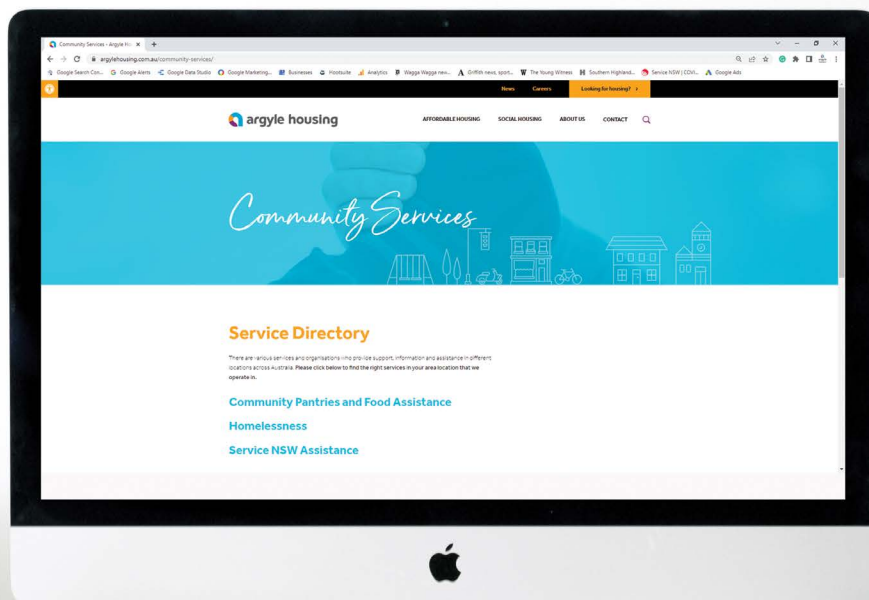 Community Services - Argyle Ho
argylehousing.com.au/community-services/
Google Search Con... Google Alerts Google Data Studio Google Marketing... Businesses Hootsuite Analytics Wagga Wagga new... Griffith news, sport... The Young Witness Southern Highland... Service NSW | COVI... Google Ads
News Careers Looking for housing? >
argyle housing AFFORDABLE HOUSING SOCIAL HOUSING ABOUT US CONTACT
Community Services
Service Directory
There are various services and organisations who provide support, information and assistance in different
locations across Australia. Please click below to find the right services in your area location that we
operate in.
Community Pantries and Food Assistance
Homelessness
Service NSW Assistance